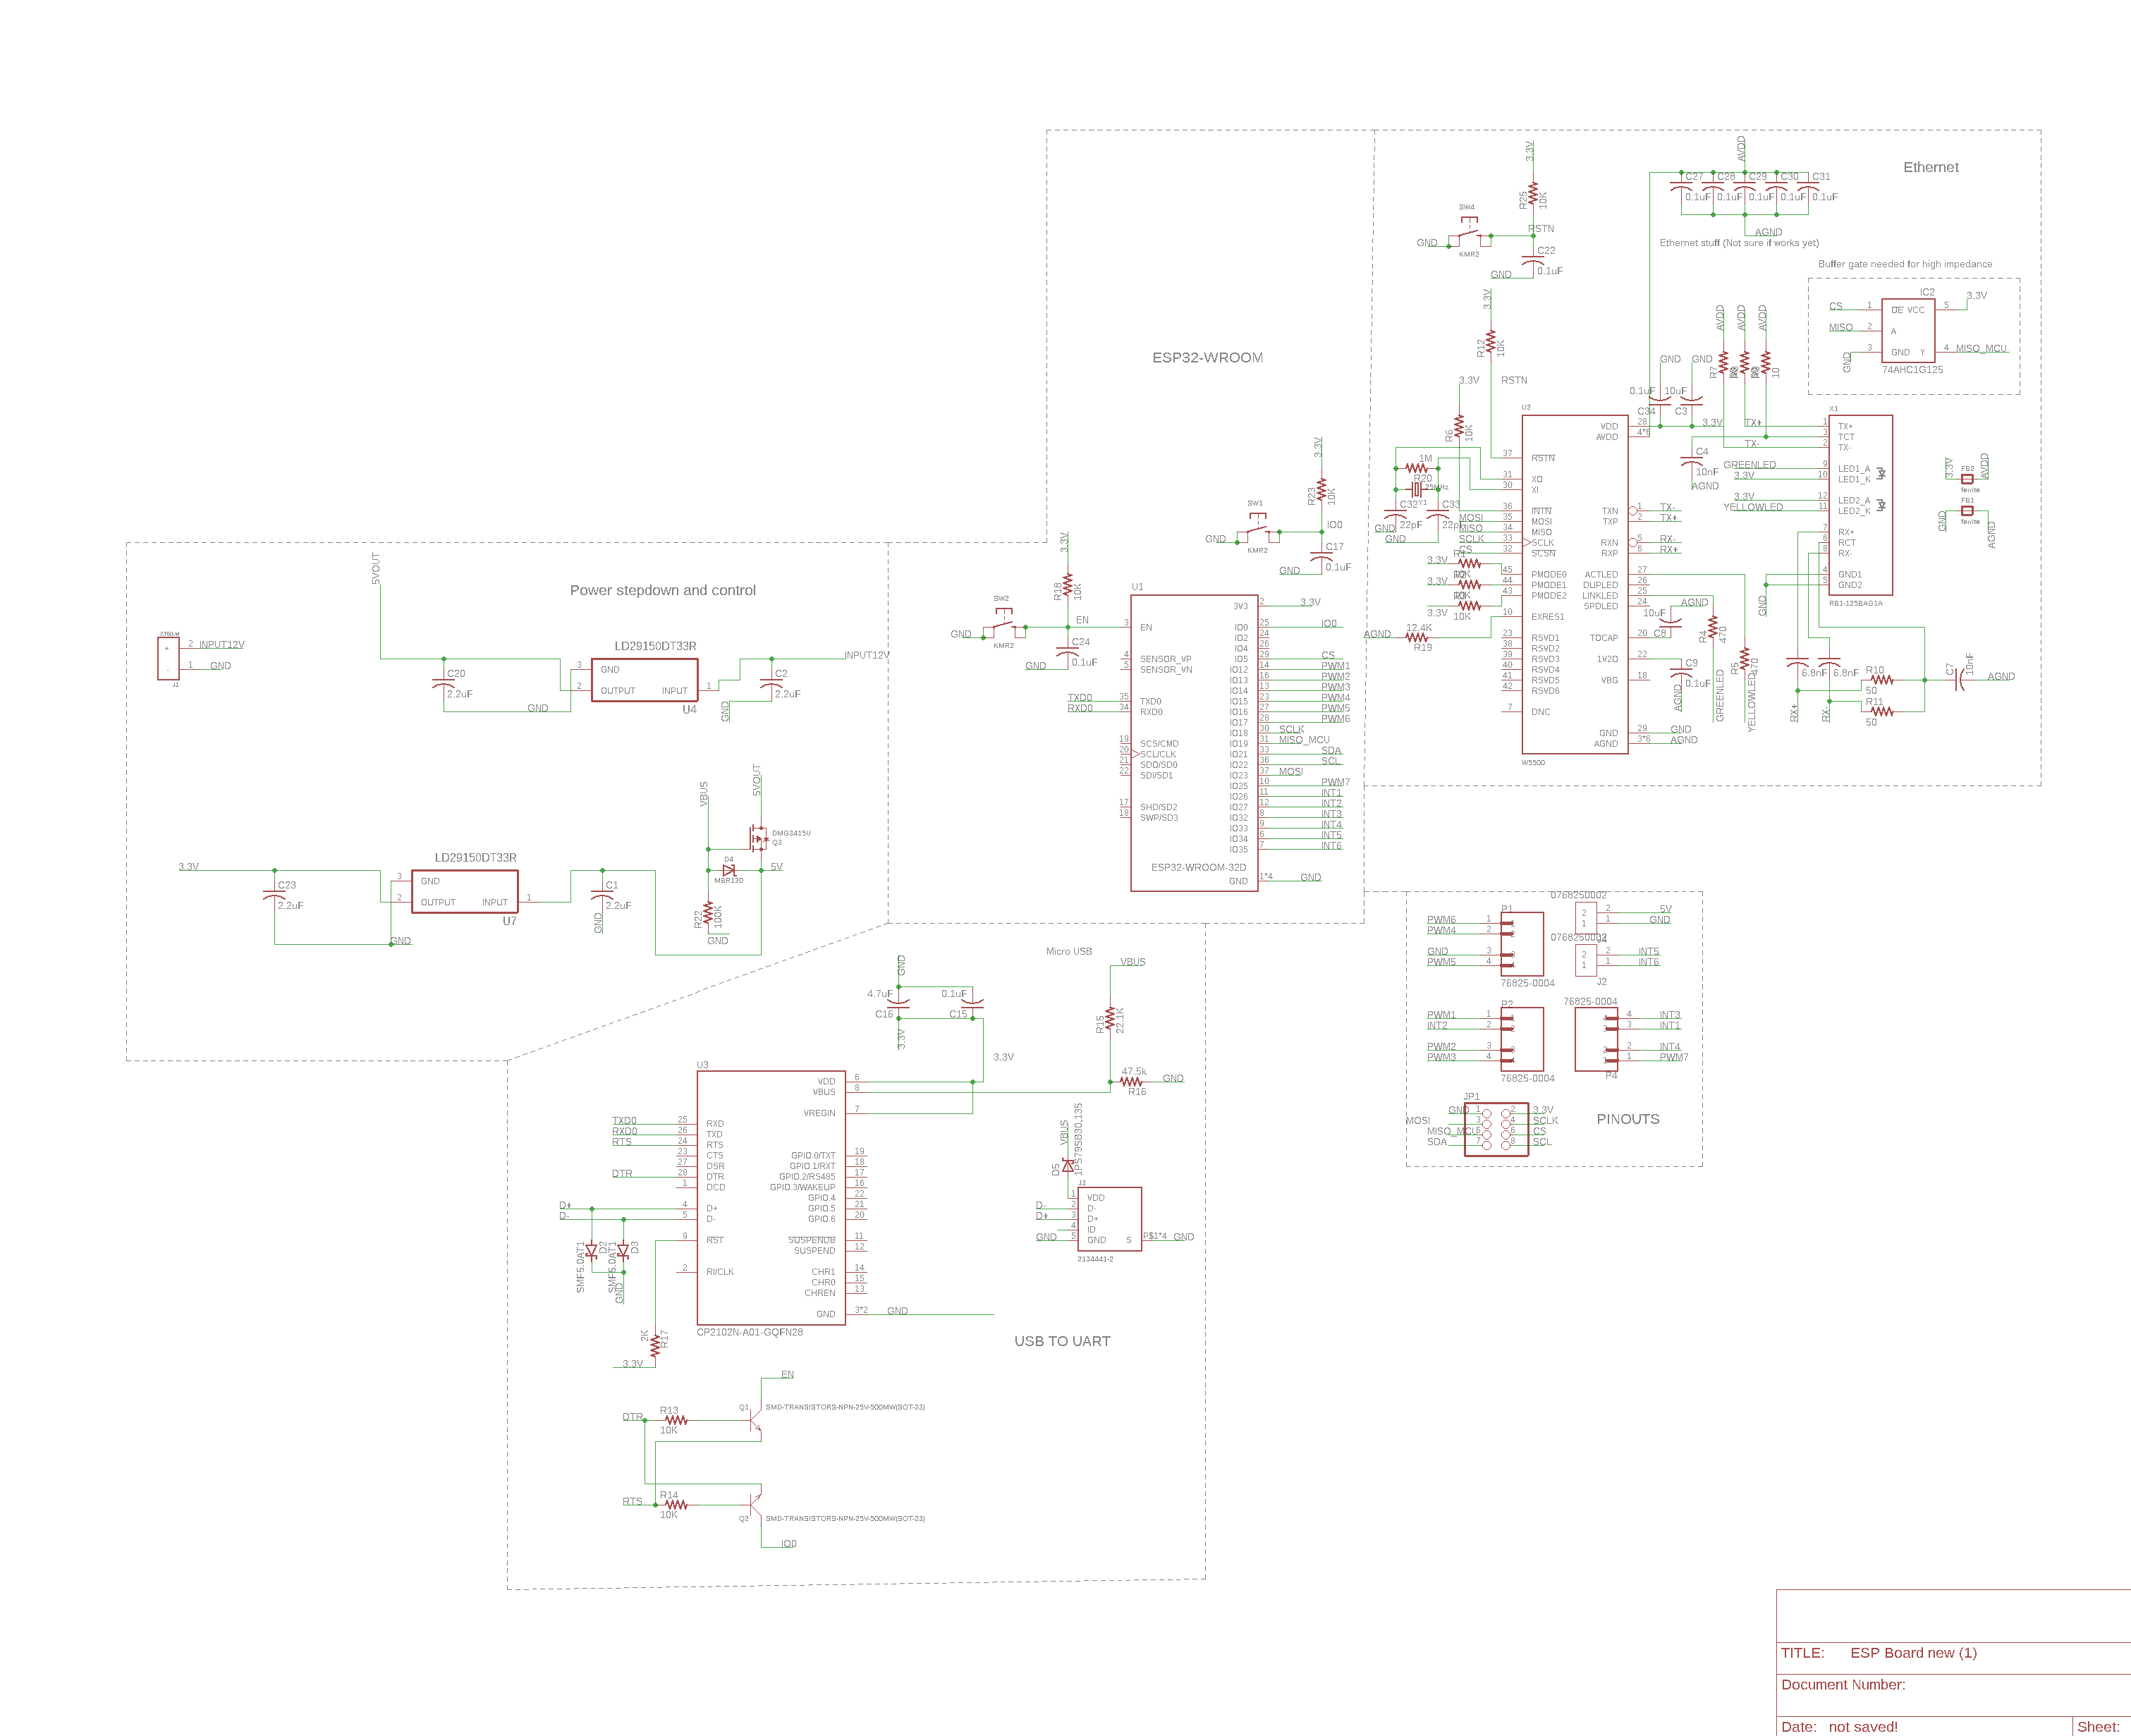 Power stepdown and control
5VOUT
XT60-M
+ 2 INPUT12V
- 1 GND
J1
C20
2.2uF
GND
LD29150DT33R
3 GND
2 OUTPUT INPUT 1
U4
C2
2.2uF
GND
INPUT12V
3.3V
C23
2.2uF
GND
LD29150DT33R
3 GND
2 OUTPUT INPUT 1
U7
C1
2.2uF
GND
VBUS
5VOUT
DMG3415U
Q3
D4
MBR120
5V
R22
100K
GND
ESP32-WROOM
SW2
KMR2
GND
3.3V
R18
10K
EN
C24
0.1uF
GND
SW1
KMR2
GND
3.3V
R23
10K
IO0
C17
0.1uF
GND
U1
3 EN
4 SENSOR_VP
5 SENSOR_VN
TXD0 35 TXD0
RXD0 34 RXD0
19 SCS/CMD
20 SCL/CLK
21 SDO/SD0
22 SDI/SD1
17 SHD/SD2
18 SWP/SD3
3V3 2 3.3V
IO0 25 IO0
IO2 24
IO4 26
IO5 29 CS
IO12 14 PWM1
IO13 16 PWM2
IO14 13 PWM3
IO15 23 PWM4
IO16 27 PWM5
IO17 28 PWM6
IO18 30 SCLK
IO19 31 MISO_MCU
IO21 33 SDA
IO22 36 SCL
IO23 37 MOSI
IO25 10 PWM7
IO26 11 INT1
IO27 12 INT2
IO32 8 INT3
IO33 9 INT4
IO34 6 INT5
IO35 7 INT6
ESP32-WROOM-32D
GND 1*4 GND
Ethernet
3.3V
R25
10K
RSTN
SW4
KMR2
GND
C22
0.1uF
GND
AVDD
C27 C28 C29 C30 C31
0.1uF 0.1uF 0.1uF 0.1uF 0.1uF
AGND
Ethernet stuff (Not sure if works yet)
Buffer gate needed for high impedance
IC2
CS 1 OE VCC 5 3.3V
MISO 2 A
GND 3 GND Y 4 MISO_MCU
74AHC1G125
3.3V
R12
10K
3.3V RSTN
R6
10K
1M
R20
25MHz
Y1
C32
22pF
C33
22pF
GND
GND
U2
37 RSTN
31 XO
30 XI
36 INTN
MOSI 35 MOSI
MISO 34 MISO
SCLK 33 SCLK
CS 32 SCSN
3.3V R1 45 PMODE0
3.3V 44 PMODE1
3.3V 10K 43 PMODE2
10 EXRES1
AGND 12.4K R19
23 RSVD1
38 RSVD2
39 RSVD3
40 RSVD4
41 RSVD5
42 RSVD6
7 DNC
VDD 28 3.3V
AVDD 4*6
TXN 1 TX-
TXP 2 TX+
RXN 5 RX-
RXP 6 RX+
ACTLED 27
DUPLED 26
LINKLED 25
SPDLED 24
TOCAP 20
1V2O 22
VBG 18
GND 29 GND
AGND 3*6 AGND
W5500
GND GND
0.1uF 10uF
C34 C3
AVDD AVDD AVDD
R7
10
C4
10nF
AGND
AGND
10uF
C8
C9
0.1uF
AGND
R4
470
GREENLED
R5
470
YELLOWLED
X1
TX+ 1 TX+
3 TCT
TX- 2 TX-
GREENLED 9 LED1_A
3.3V 10 LED1_K
3.3V 12 LED2_A
YELLOWLED 11 LED2_K
7 RX+
6 RCT
8 RX-
4 GND1
5 GND2
GND
RB1-125BAG1A
3.3V FB2 AVDD
ferrite
GND FB1 AGND
ferrite
6.8nF 6.8nF
RX+ RX-
R10
50
R11
50
C7
10nF
AGND
Micro USB
GND
4.7uF 0.1uF
C16 C15
3.3V
3.3V
VBUS
R15
22.1K
47.5k
R16
GND
U3
TXD0 25 RXD
RXD0 26 TXD
RTS 24 RTS
23 CTS
27 DSR
DTR 28 DTR
1 DCD
D+ 4 D+
D- 5 D-
9 RST
2 RI/CLK
VDD 6
VBUS 8
VREGIN 7
GPIO.0/TXT 19
GPIO.1/RXT 18
GPIO.2/RS485 17
GPIO.3/WAKEUP 16
GPIO.4 22
GPIO.5 21
GPIO.6 20
SUSPENDB 11
SUSPEND 12
CHR1 14
CHR0 15
CHREN 13
GND 3*2 GND
CP2102N-A01-GQFN28
SMF5.0AT1 D2
SMF5.0AT1 D3
GND
2K
R17
3.3V
VBUS
D5
1PS79SB30,135
J3
1 VDD
D- 2 D-
D+ 3 D+
4 ID
GND 5 GND S P$1*4 GND
2134441-2
USB TO UART
EN
DTR R13
10K
Q1 SMD-TRANSISTORS-NPN-25V-500MW(SOT-23)
RTS R14
10K
Q2 SMD-TRANSISTORS-NPN-25V-500MW(SOT-23)
IO0
P1
PWM6 1
PWM4 2
GND 3
PWM5 4
76825-0004
0768250002
2 2 5V
1 1 GND
J4
0768250002
2 2 INT5
1 1 INT6
J2
P2
PWM1 1
INT2 2
PWM2 3
PWM3 4
76825-0004
76825-0004
4 INT3
3 INT1
2 INT4
1 PWM7
P4
JP1
GND 1 2 3.3V
MOSI 3 4 SCLK
MISO_MCU 5 6 CS
SDA 7 8 SCL
PINOUTS
TITLE: ESP Board new (1)
Document Number:
Date: not saved!
Sheet: